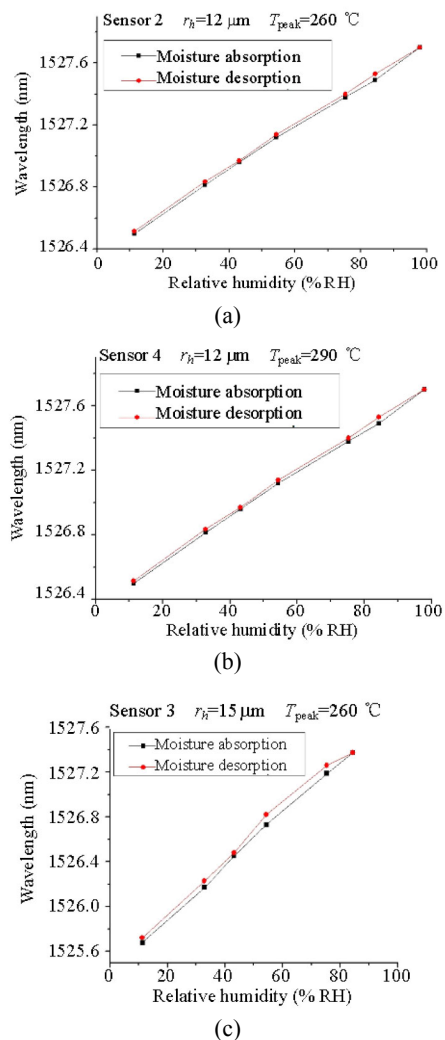 Sensor 2 r_h=12 μm T_peak=260 ℃
Moisture absorption
Moisture desorption
Wavelength (nm)
1527.6
1527.2
1526.8
1526.4
0 20 40 60 80 100
Relative humidity (% RH)
(a)
Sensor 4 r_h=12 μm T_peak=290 ℃
Moisture absorption
Moisture desorption
Wavelength (nm)
1527.6
1527.2
1526.8
1526.4
0 20 40 60 80 100
Relative humidity (% RH)
(b)
Sensor 3 r_h=15 μm T_peak=260 ℃
Moisture absorption
Moisture desorption
Wavelength (nm)
1527.6
1527.2
1526.8
1526.4
1526.0
1525.6
0 20 40 60 80 100
Relative humidity (% RH)
(c)